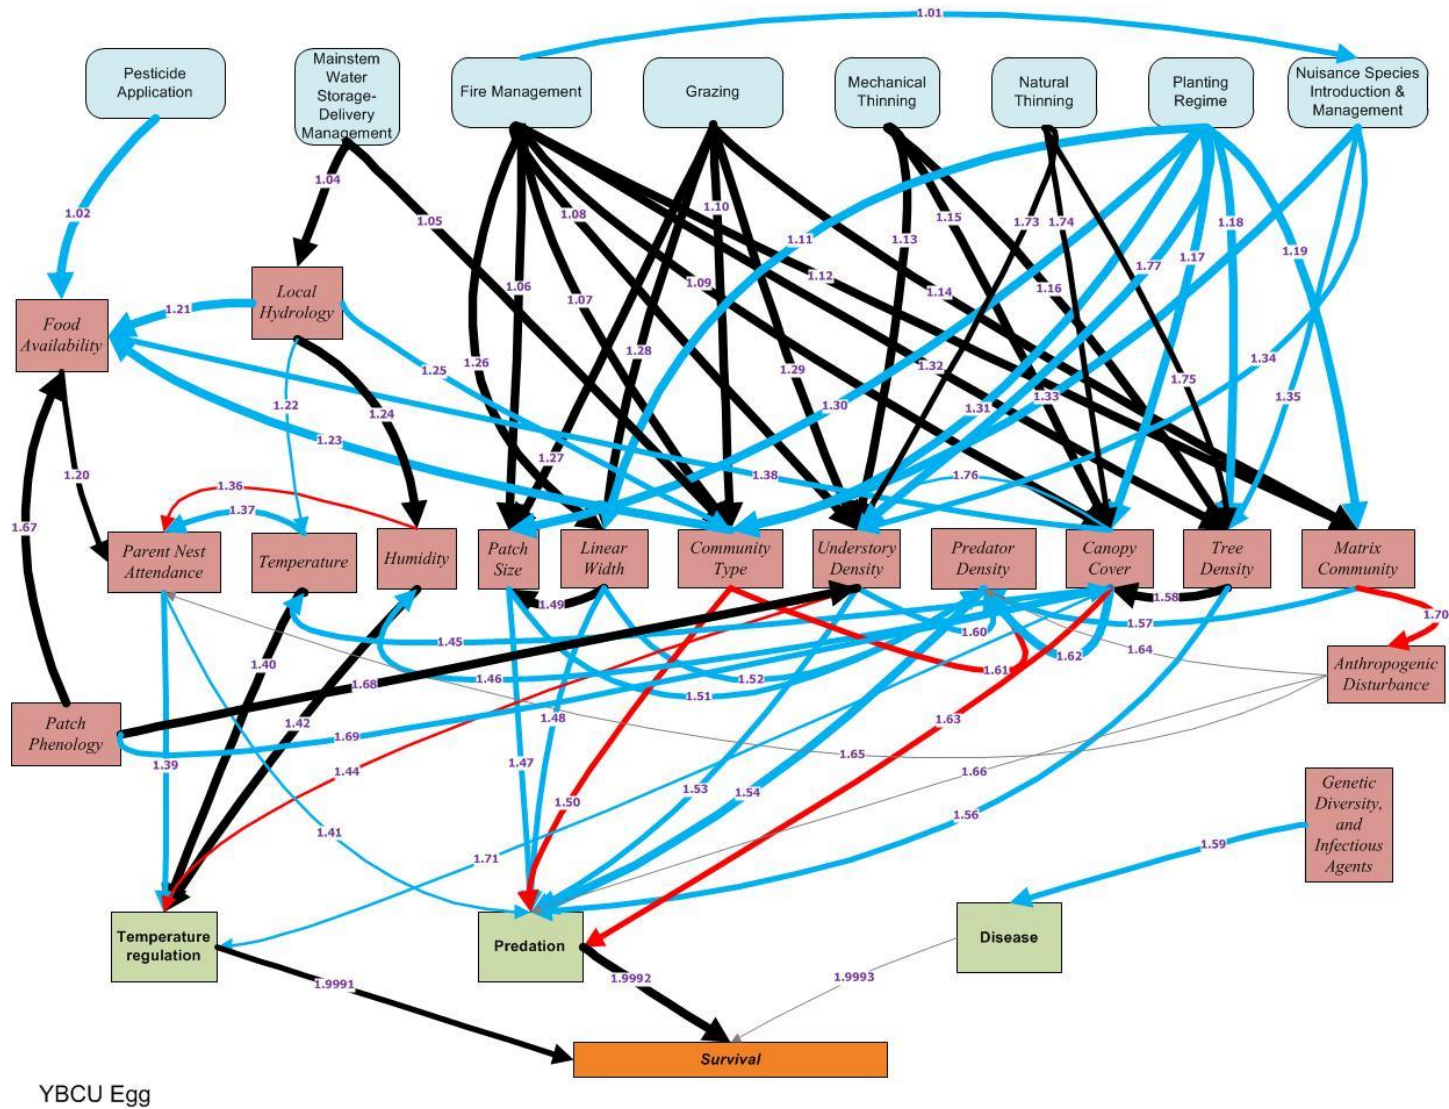 1.01
Pesticide
Application
Mainstem
Water
Storage-
Delivery
Management
Fire Management
Grazing
Mechanical
Thinning
Natural
Thinning
Planting
Regime
Nuisance Species
Introduction &
Management
1.04
1.02
1.05
1.08
1.10
1.11
1.13
1.15
1.73
1.74
1.77
1.17
1.18
1.19
1.06
1.07
1.09
1.12
1.14
1.16
Local
Hydrology
1.21
Food
Availability
1.22
1.24
1.25
1.26
1.28
1.29
1.32
1.75
1.34
1.35
1.30
1.31
1.33
1.20
1.23
1.27
1.38
1.76
1.67
1.36
1.37
Parent Nest
Attendance
Temperature
Humidity
Patch
Size
Linear
Width
Community
Type
Understory
Density
Predator
Density
Canopy
Cover
Tree
Density
Matrix
Community
1.49
1.58
1.70
1.57
1.60
1.45
1.40
1.46
1.68
1.51
1.52
1.61
1.62
1.64
Anthropogenic
Disturbance
Patch
Phenology
1.69
1.42
1.48
1.63
1.39
1.44
1.47
1.65
1.66
1.53
1.54
1.50
1.56
1.41
1.71
1.59
Genetic
Diversity,
and
Infectious
Agents
Temperature
regulation
Predation
Disease
1.9991
1.9992
1.9993
Survival
YBCU Egg